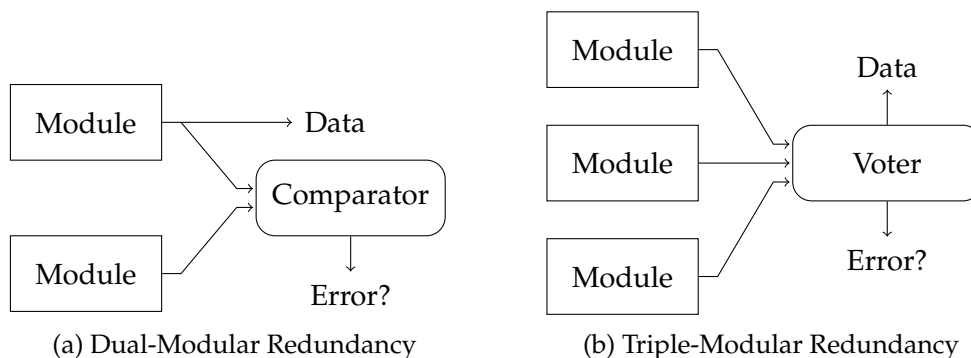 Module
Data
Comparator
Module
Error?
(a) Dual-Modular Redundancy
Module
Data
Module
Voter
Module
Error?
(b) Triple-Modular Redundancy